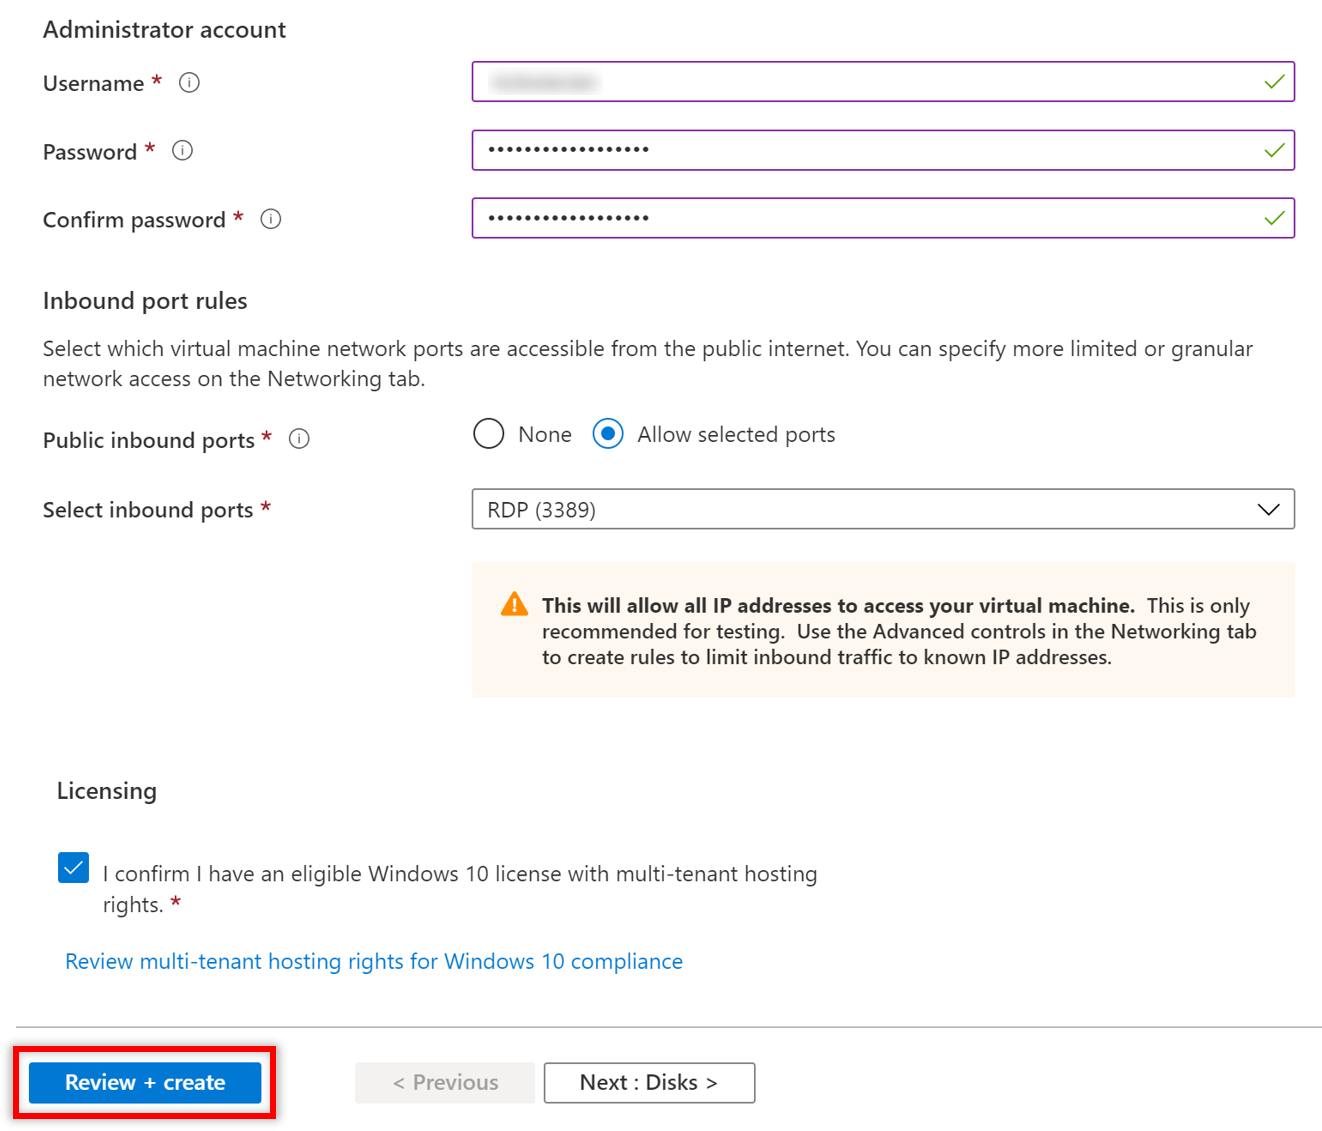 Administrator account
Username *
Password *
••••••••••••••••••
Confirm password *
••••••••••••••••••
Inbound port rules
Select which virtual machine network ports are accessible from the public internet. You can specify more limited or granular
network access on the Networking tab.
Public inbound ports *
None Allow selected ports
Select inbound ports *
RDP (3389)
This will allow all IP addresses to access your virtual machine. This is only
recommended for testing. Use the Advanced controls in the Networking tab
to create rules to limit inbound traffic to known IP addresses.
Licensing
I confirm I have an eligible Windows 10 license with multi-tenant hosting
rights. *
Review multi-tenant hosting rights for Windows 10 compliance
Review + create
< Previous
Next : Disks >